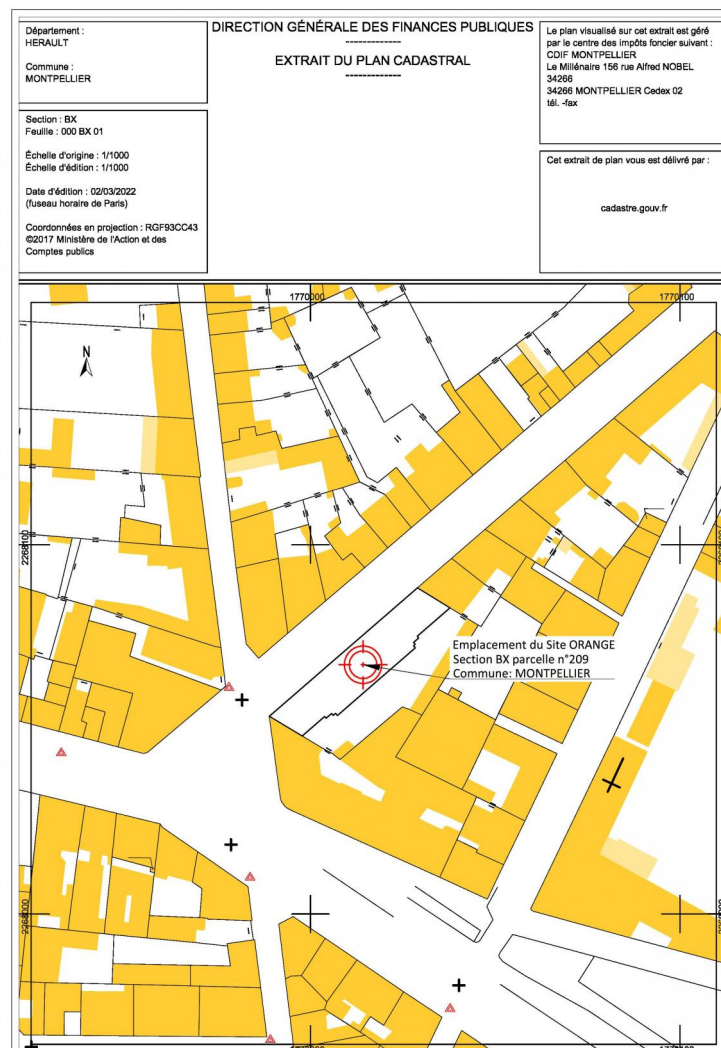 Département :
HERAULT
Commune :
MONTPELLIER
Section : BX
Feuille : 000 BX 01
Échelle d'origine : 1/1000
Échelle d'édition : 1/1000
Date d'édition : 02/03/2022
(fuseau horaire de Paris)
Coordonnées en projection : RGF93CC43
©2017 Ministère de l'Action et des
Comptes publics
DIRECTION GÉNÉRALE DES FINANCES PUBLIQUES
-------------
EXTRAIT DU PLAN CADASTRAL
-------------
Le plan visualisé sur cet extrait est géré
par le centre des impôts foncier suivant :
CDIF MONTPELLIER
Le Millénaire 156 rue Alfred NOBEL
34266
34266 MONTPELLIER Cedex 02
tél. -fax
Cet extrait de plan vous est délivré par :
cadastre.gouv.fr
1770000
1770100
N
2268100
Emplacement du Site ORANGE
Section BX parcelle n°209
Commune: MONTPELLIER
2268000